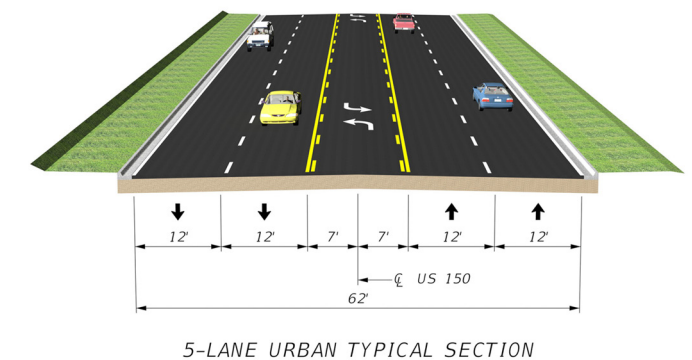 12' 12' 7' 7' 12' 12'
℄ US 150
62'
5-LANE URBAN TYPICAL SECTION